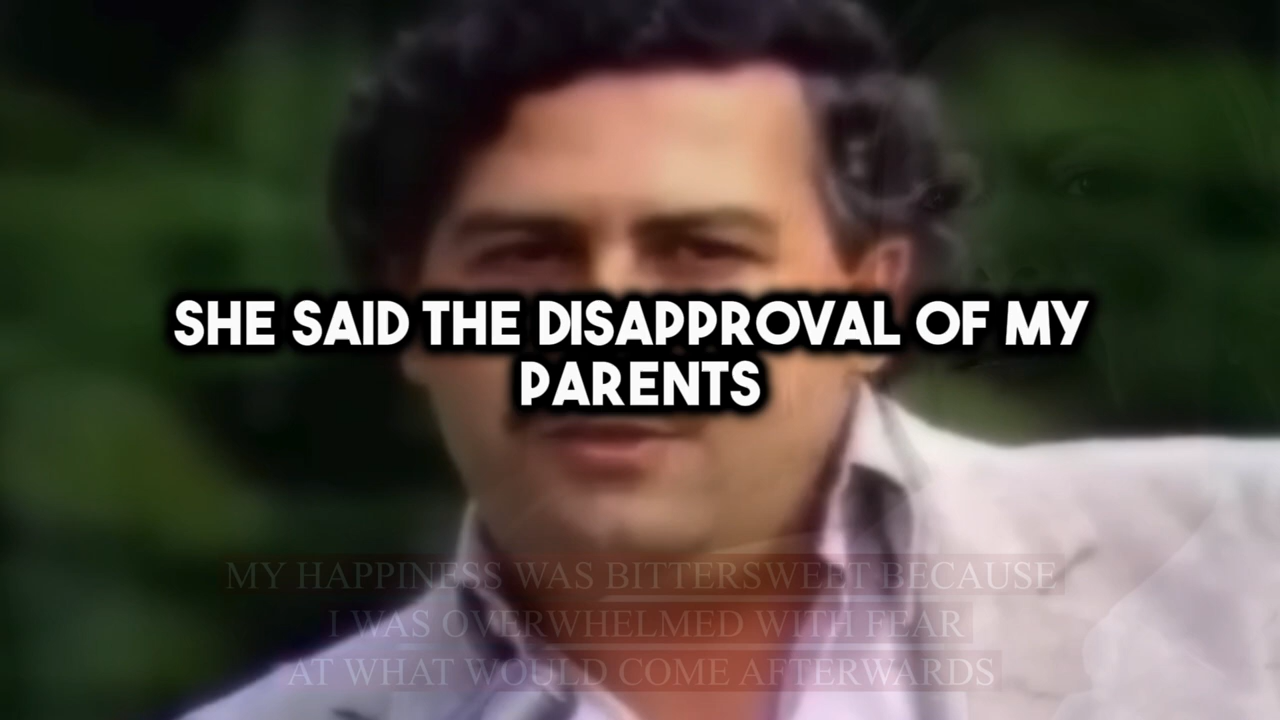 SHE SAID THE DISAPPROVAL OF MY
PARENTS
MY HAPPINESS WAS BITTERSWEET BECAUSE
I WAS OVERWHELMED WITH FEAR
AT WHAT WOULD COME AFTERWARDS